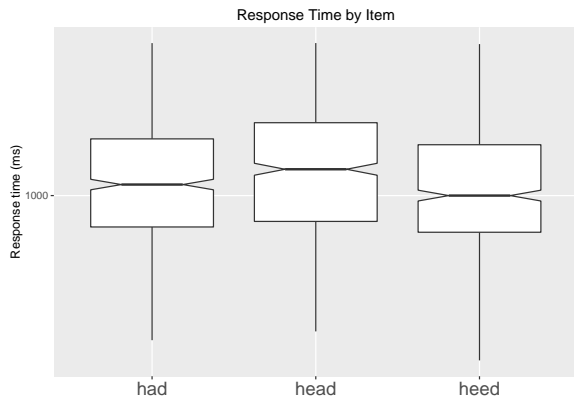 Response Time by Item
Response time (ms)
1000
had
head
heed